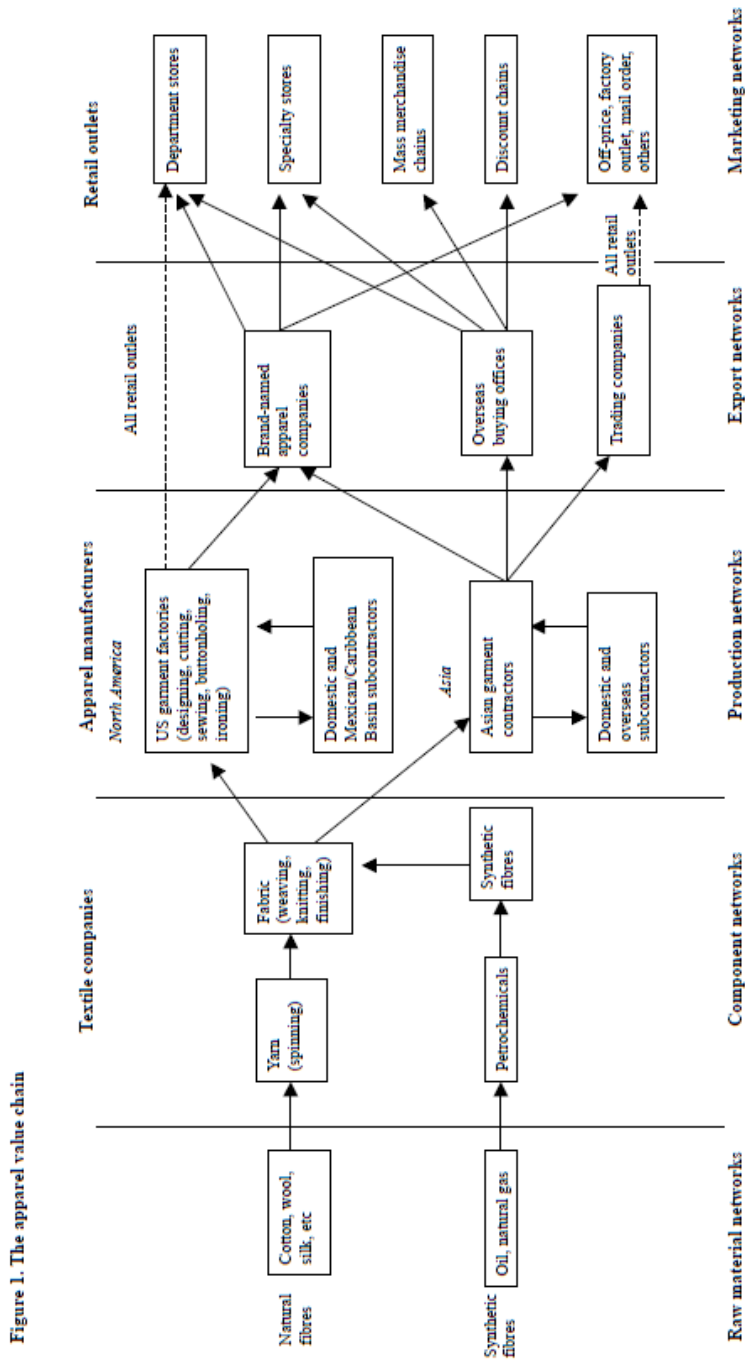 Figure 1. The apparel value chain
Textile companies
Apparel manufacturers
Retail outlets
North America
All retail outlets
Natural
fibres
Cotton, wool,
silk, etc
Yarn
(spinning)
Fabric
(weaving,
knitting,
finishing)
US garment factories
(designing, cutting,
sewing, buttonholing,
ironing)
Domestic and
Mexican/Caribbean
Basin subcontractors
Brand-named
apparel
companies
Department stores
Specialty stores
Mass merchandise
chains
Synthetic
fibres
Oil, natural gas
Petrochemicals
Synthetic
fibres
Asia
Asian garment
contractors
Domestic and
overseas
subcontractors
Overseas
buying offices
Trading companies
Discount chains
All retail
outlets
Off-price, factory
outlet, mail order,
others
Raw material networks
Component networks
Production networks
Export networks
Marketing networks